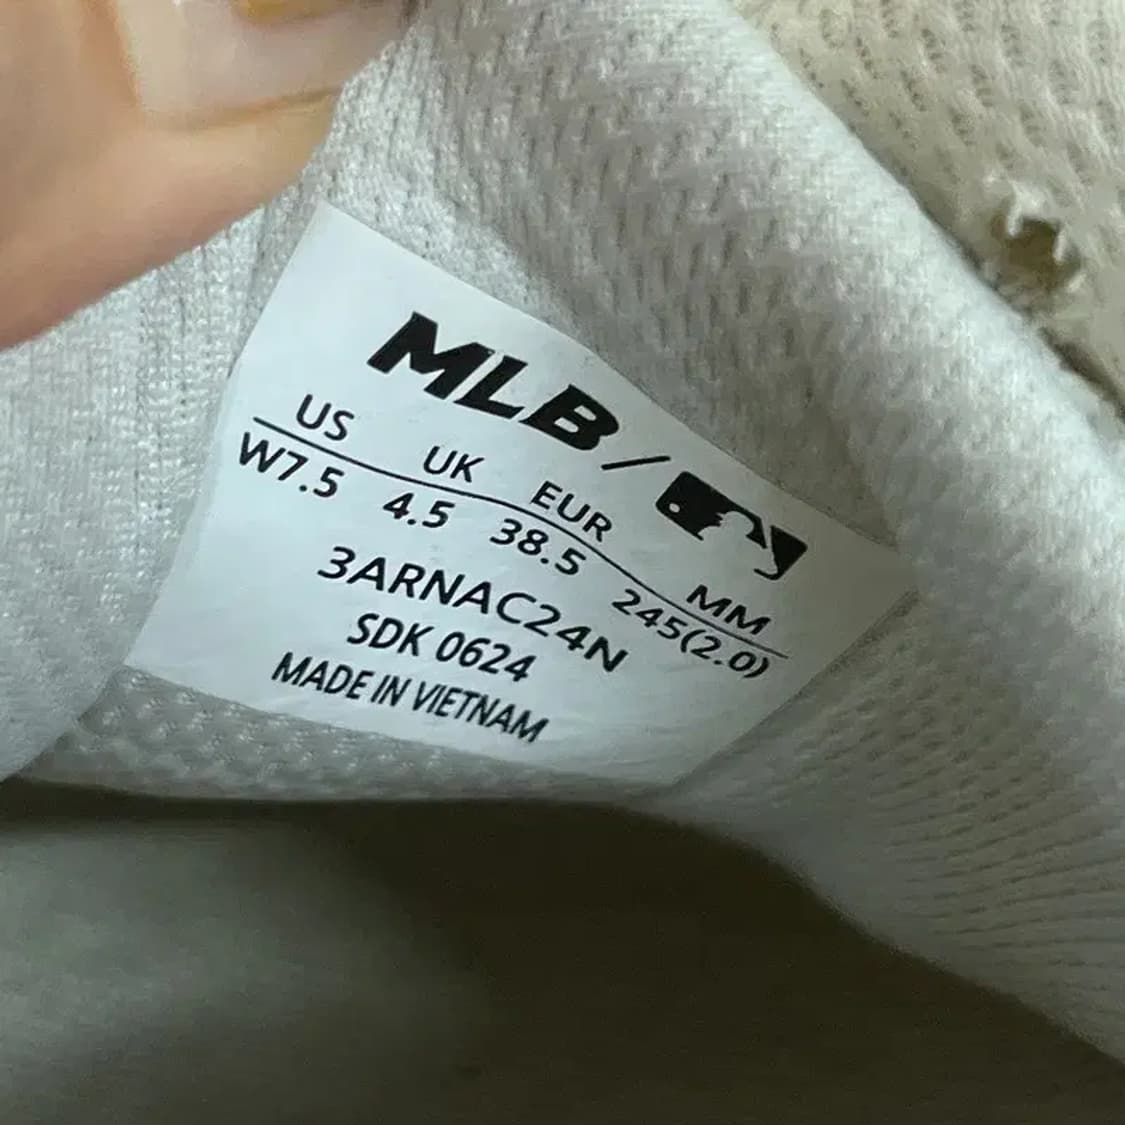 MLB/
US UK EUR MM
W7.5 4.5 38.5 245(2.0)
3ARNAC24N
SDK 0624
MADE IN VIETNAM